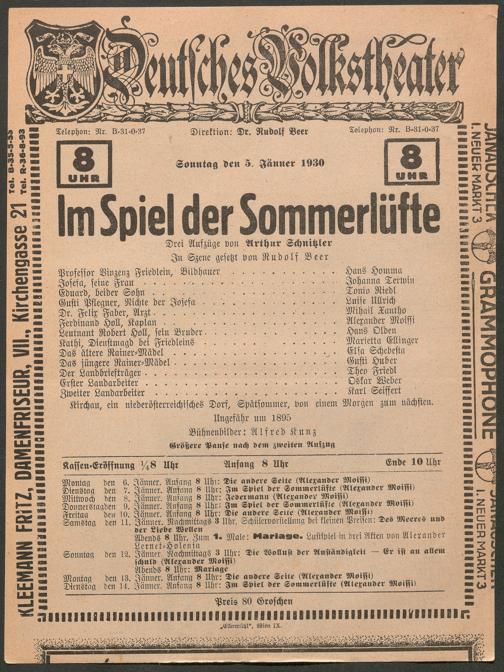 Deutsches Volkstheater
Telephon: Nr. B-31-0-37 Direktion: Dr. Rudolf Beer Telephon: Nr. B-31-0-37
8 UHR
Sonntag den 5. Jänner 1930
8 UHR
Im Spiel der Sommerlüfte
Drei Aufzüge von Arthur Schnitzler
In Szene gesetzt von Rudolf Beer
Professor Vinzenz Friedlein, Bildhauer Hans Homma
Josefa, seine Frau Johanna Terwin
Eduard, beider Sohn Tonio Riedl
Gusti Pflegner, Nichte der Josefa Luise Ullrich
Dr. Felix Faber, Arzt Mihail Xantho
Ferdinand Holl, Kaplan Alexander Moissi
Leutnant Robert Holl, sein Bruder Hans Olden
Kathi, Dienstmagd bei Friedleins Marietta Ellinger
Das ältere Rainer-Mädel Elsa Schebesta
Das jüngere Rainer-Mädel Gusti Huber
Der Landbriefträger Theo Friedl
Erster Landarbeiter Oskar Weber
Zweiter Landarbeiter Karl Seiffert
Kirchau, ein niederösterreichisches Dorf, Spätsommer, von einem Morgen zum nächsten.
Ungefähr um 1895
Bühnenbilder: Alfred Kunz
Größere Pause nach dem zweiten Aufzug
Kassen-Eröffnung ½8 Uhr Anfang 8 Uhr Ende 10 Uhr
Montag den 6. Jänner. Anfang 8 Uhr: Die andere Seite (Alexander Moissi)
Dienstag den 7. Jänner. Anfang 8 Uhr: Im Spiel der Sommerlüfte (Alexander Moissi)
Mittwoch den 8. Jänner. Anfang 8 Uhr: Jedermann (Alexander Moissi)
Donnerstag den 9. Jänner. Anfang 8 Uhr: Im Spiel der Sommerlüfte (Alexander Moissi)
Freitag den 10. Jänner. Anfang 8 Uhr: Die andere Seite (Alexander Moissi)
Samstag den 11. Jänner. Nachmittags 3 Uhr. Schülervorstellung bei kleinen Preisen: Des Meeres und
der Liebe Wellen
Abends 8 Uhr. Zum 1. Male: Mariage. Lustspiel in drei Akten von Alexander
Lernet-Holenia
Sonntag den 12. Jänner. Nachmittags 3 Uhr: Die Wollust der Anständigkeit — Er ist an allem
schuld (Alexander Moissi)
Abends 8 Uhr: Mariage
Montag den 13. Jänner. Anfang 8 Uhr: Die andere Seite (Alexander Moissi)
Dienstag den 14. Jänner. Anfang 8 Uhr: Im Spiel der Sommerlüfte (Alexander Moissi)
Preis 80 Groschen
„Elbemühl“, Wien IX.
KLEEMANN FRITZ, DAMENFRISEUR, VII., Kirchengasse 21
Tel. R-36-8-93
I. NEUER MARKT 3
GRAMMOPHONE
I. NEUER MARKT 3